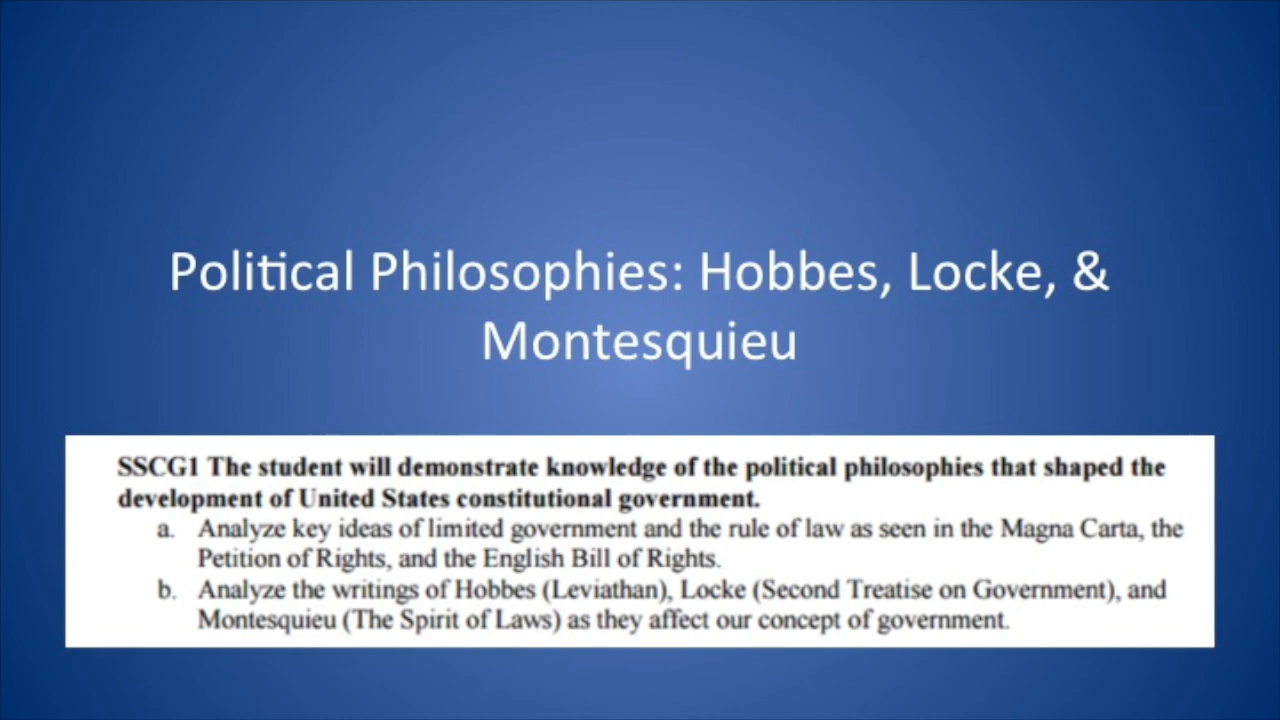 Political Philosophies: Hobbes, Locke, &
Montesquieu
SSCG1 The student will demonstrate knowledge of the political philosophies that shaped the
development of United States constitutional government.
a. Analyze key ideas of limited government and the rule of law as seen in the Magna Carta, the
Petition of Rights, and the English Bill of Rights.
b. Analyze the writings of Hobbes (Leviathan), Locke (Second Treatise on Government), and
Montesquieu (The Spirit of Laws) as they affect our concept of government.